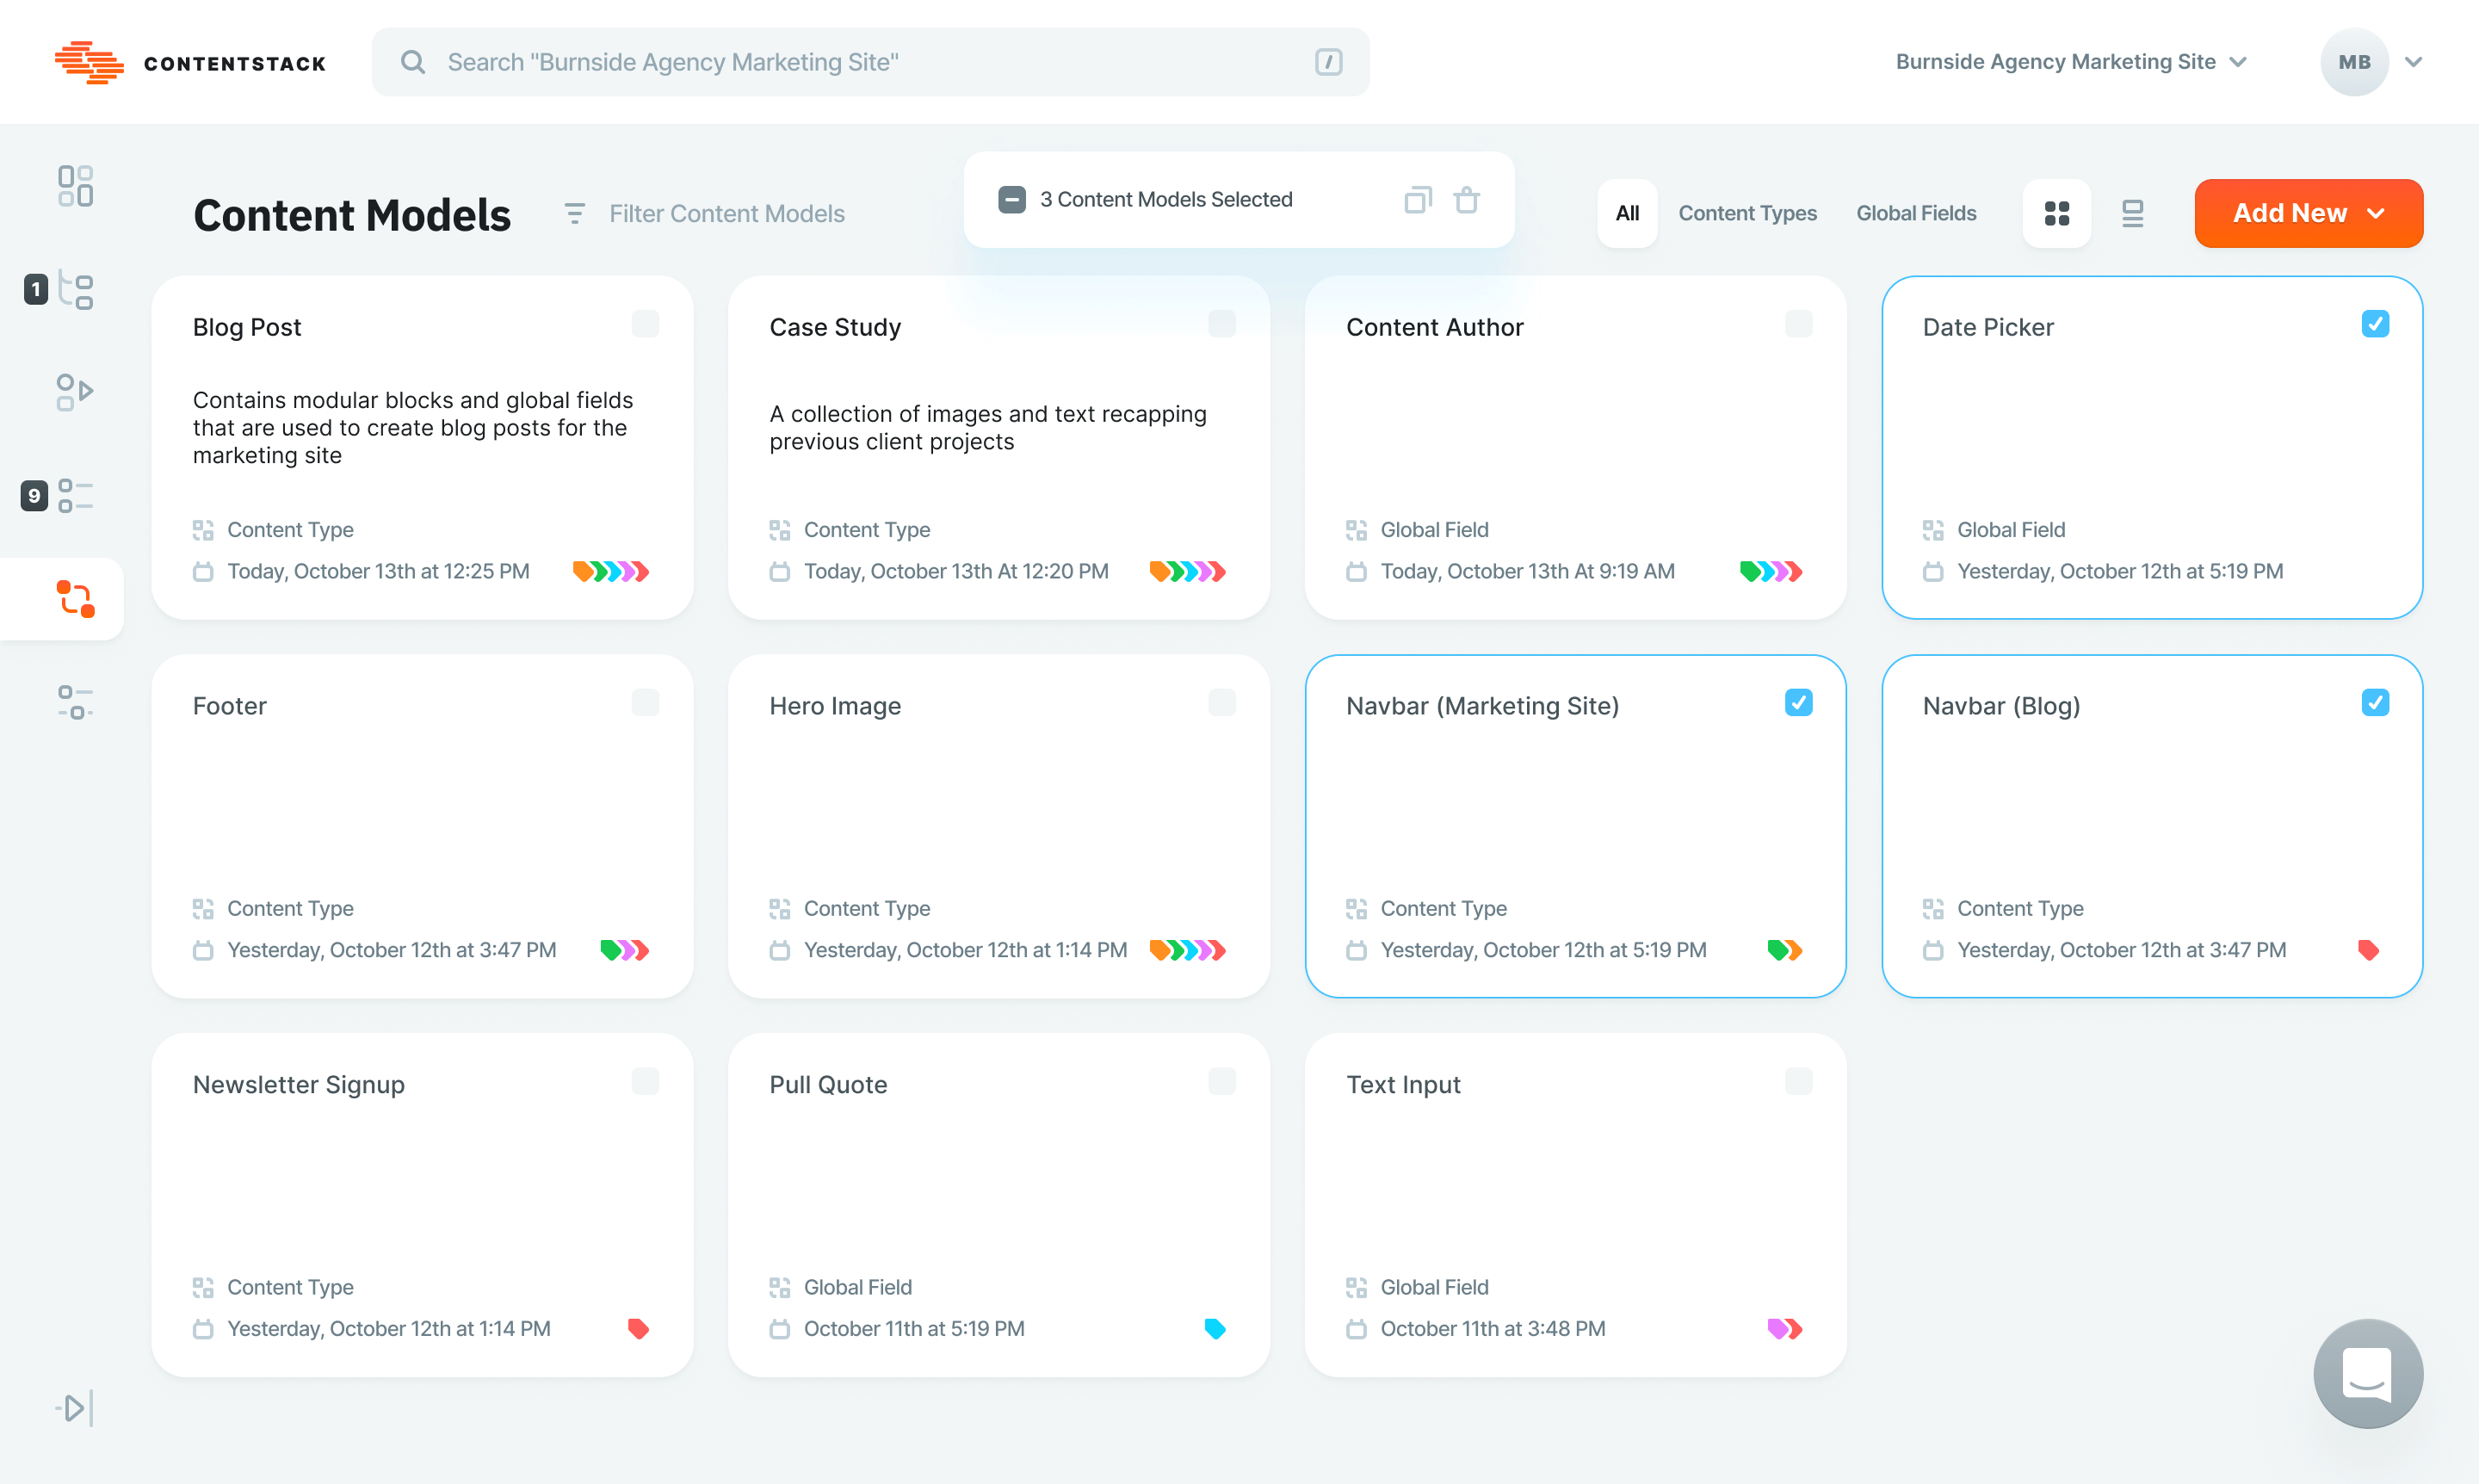 CONTENTSTACK
Search "Burnside Agency Marketing Site"
/
Burnside Agency Marketing Site
MB
Content Models
Filter Content Models
3 Content Models Selected
All
Content Types
Global Fields
Add New
1
9
Blog Post
Contains modular blocks and global fields
that are used to create blog posts for the
marketing site
Content Type
Today, October 13th at 12:25 PM
Case Study
A collection of images and text recapping
previous client projects
Content Type
Today, October 13th At 12:20 PM
Content Author
Global Field
Today, October 13th At 9:19 AM
Date Picker
Global Field
Yesterday, October 12th at 5:19 PM
Footer
Content Type
Yesterday, October 12th at 3:47 PM
Hero Image
Content Type
Yesterday, October 12th at 1:14 PM
Navbar (Marketing Site)
Content Type
Yesterday, October 12th at 5:19 PM
Navbar (Blog)
Content Type
Yesterday, October 12th at 3:47 PM
Newsletter Signup
Content Type
Yesterday, October 12th at 1:14 PM
Pull Quote
Global Field
October 11th at 5:19 PM
Text Input
Global Field
October 11th at 3:48 PM